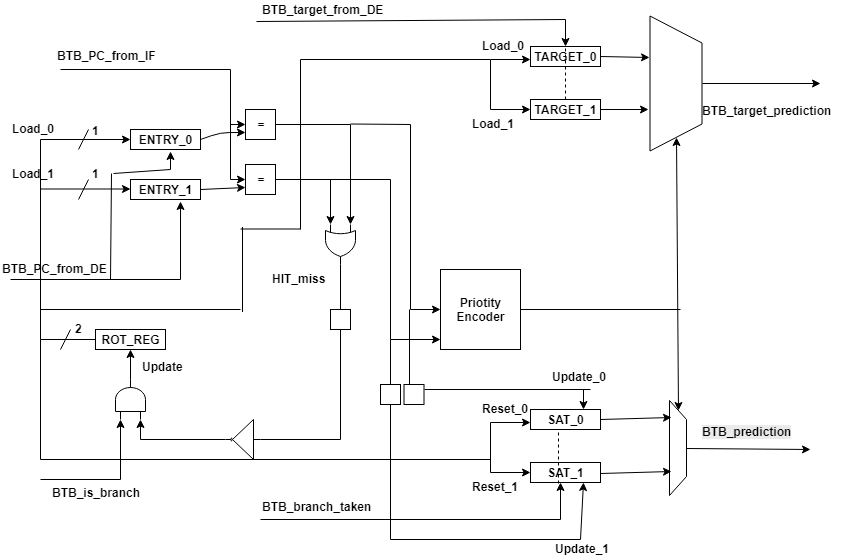 BTB_target_from_DE
Load_0
TARGET_0
BTB_PC_from_IF
BTB_target_prediction
TARGET_1
Load_1
Load_0
1
ENTRY_0
=
Load_1
1
ENTRY_1
=
BTB_PC_from_DE
HIT_miss
Priotity
Encoder
2
ROT_REG
Update
Update_0
Reset_0
SAT_0
BTB_prediction
SAT_1
Reset_1
BTB_is_branch
BTB_branch_taken
Update_1